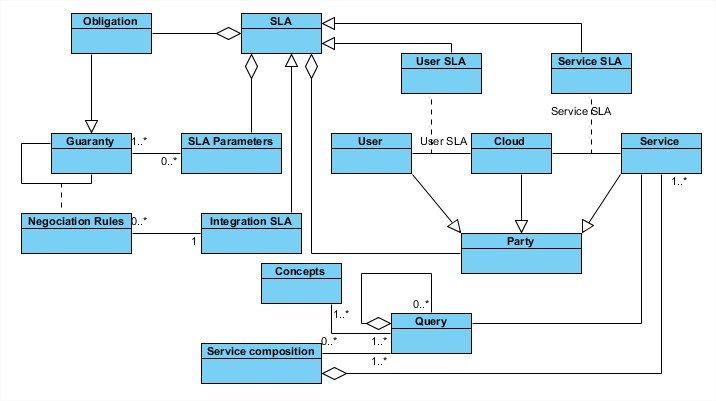 Obligation
SLA
User SLA
Service SLA
Service SLA
Guaranty
1..*
0..*
SLA Parameters
User
User SLA
Cloud
Service
1..*
Negociation Rules
0..*
1
Integration SLA
Party
Concepts
1..*
0..*
Query
0..*
1..*
Service composition
1..*